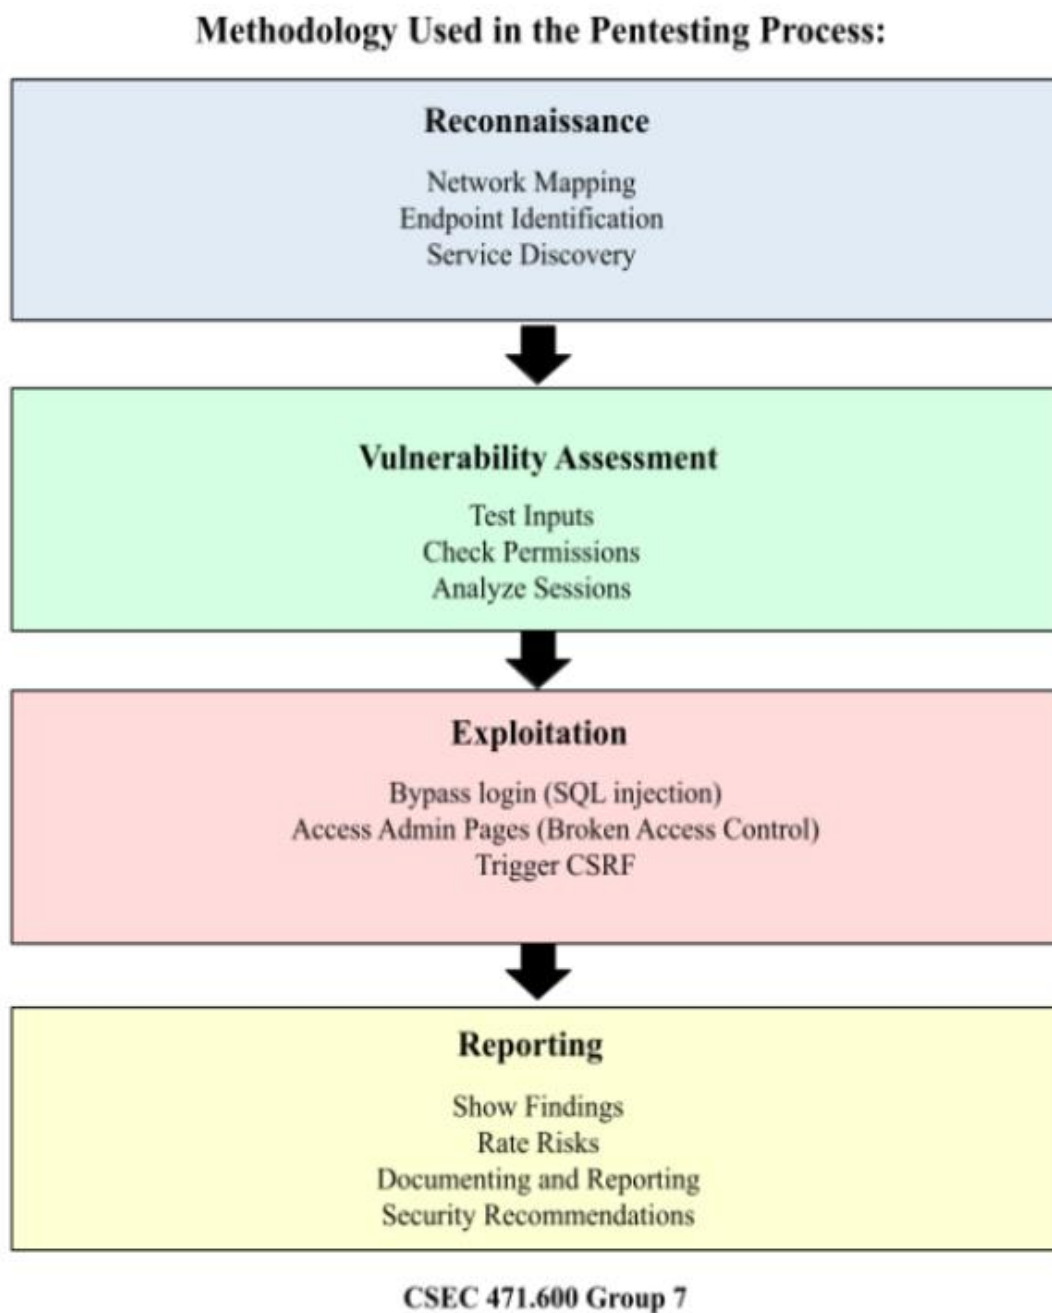 Methodology Used in the Pentesting Process:
Reconnaissance
Network Mapping
Endpoint Identification
Service Discovery
Vulnerability Assessment
Test Inputs
Check Permissions
Analyze Sessions
Exploitation
Bypass login (SQL injection)
Access Admin Pages (Broken Access Control)
Trigger CSRF
Reporting
Show Findings
Rate Risks
Documenting and Reporting
Security Recommendations
CSEC 471.600 Group 7